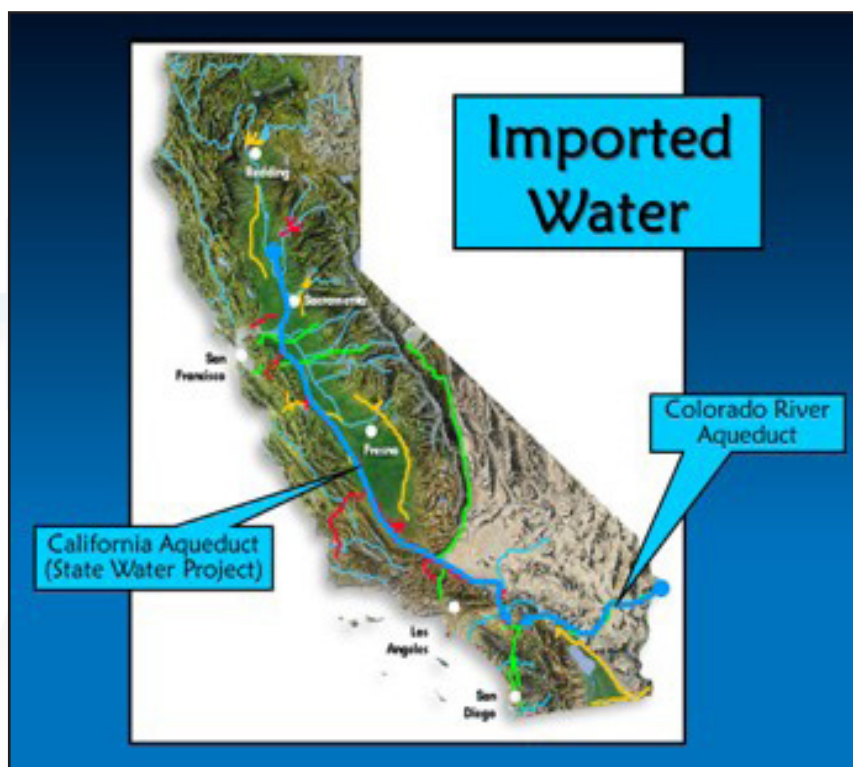 Imported
Water
Redding
Sacramento
San
Francisco
Fresno
Colorado River
Aqueduct
California Aqueduct
(State Water Project)
Los
Angeles
San
Diego